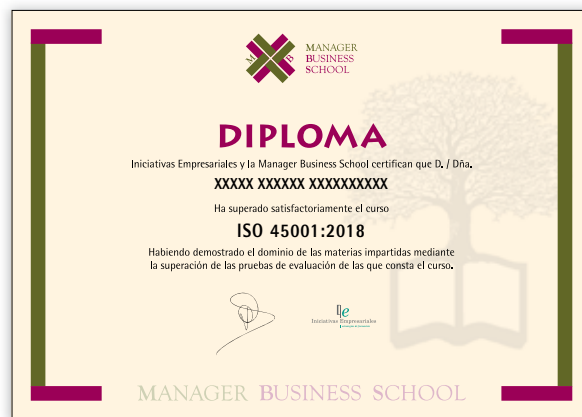 M B
MANAGER
BUSINESS
SCHOOL
DIPLOMA
Iniciativas Empresariales y la Manager Business School certifican que D. / Dña.
XXXXX XXXXXX XXXXXXXXXX
Ha superado satisfactoriamente el curso
ISO 45001:2018
Habiendo demostrado el dominio de las materias impartidas mediante
la superación de las pruebas de evaluación de las que consta el curso.
Iniciativas Empresariales
MANAGER BUSINESS SCHOOL